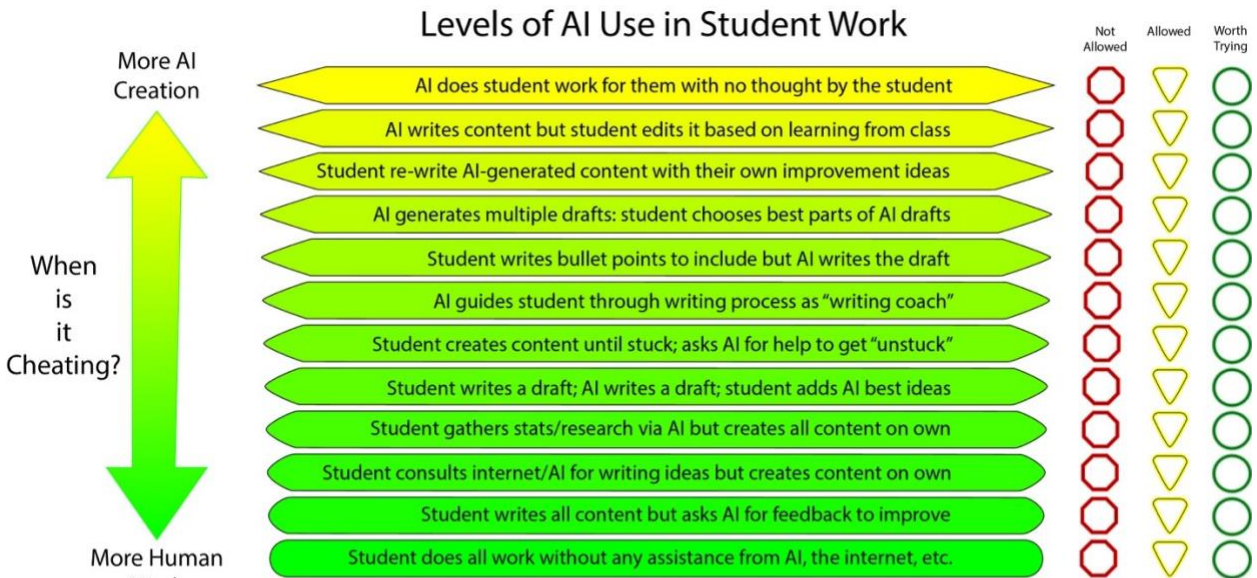 Levels of AI Use in Student Work
Not
Allowed
Allowed
Worth
Trying
More AI
Creation
AI does student work for them with no thought by the student
AI writes content but student edits it based on learning from class
Student re-write AI-generated content with their own improvement ideas
AI generates multiple drafts: student chooses best parts of AI drafts
Student writes bullet points to include but AI writes the draft
When
is
it
Cheating?
AI guides student through writing process as “writing coach”
Student creates content until stuck; asks AI for help to get “unstuck”
Student writes a draft; AI writes a draft; student adds AI best ideas
Student gathers stats/research via AI but creates all content on own
Student consults internet/AI for writing ideas but creates content on own
Student writes all content but asks AI for feedback to improve
Student does all work without any assistance from AI, the internet, etc.
More Human